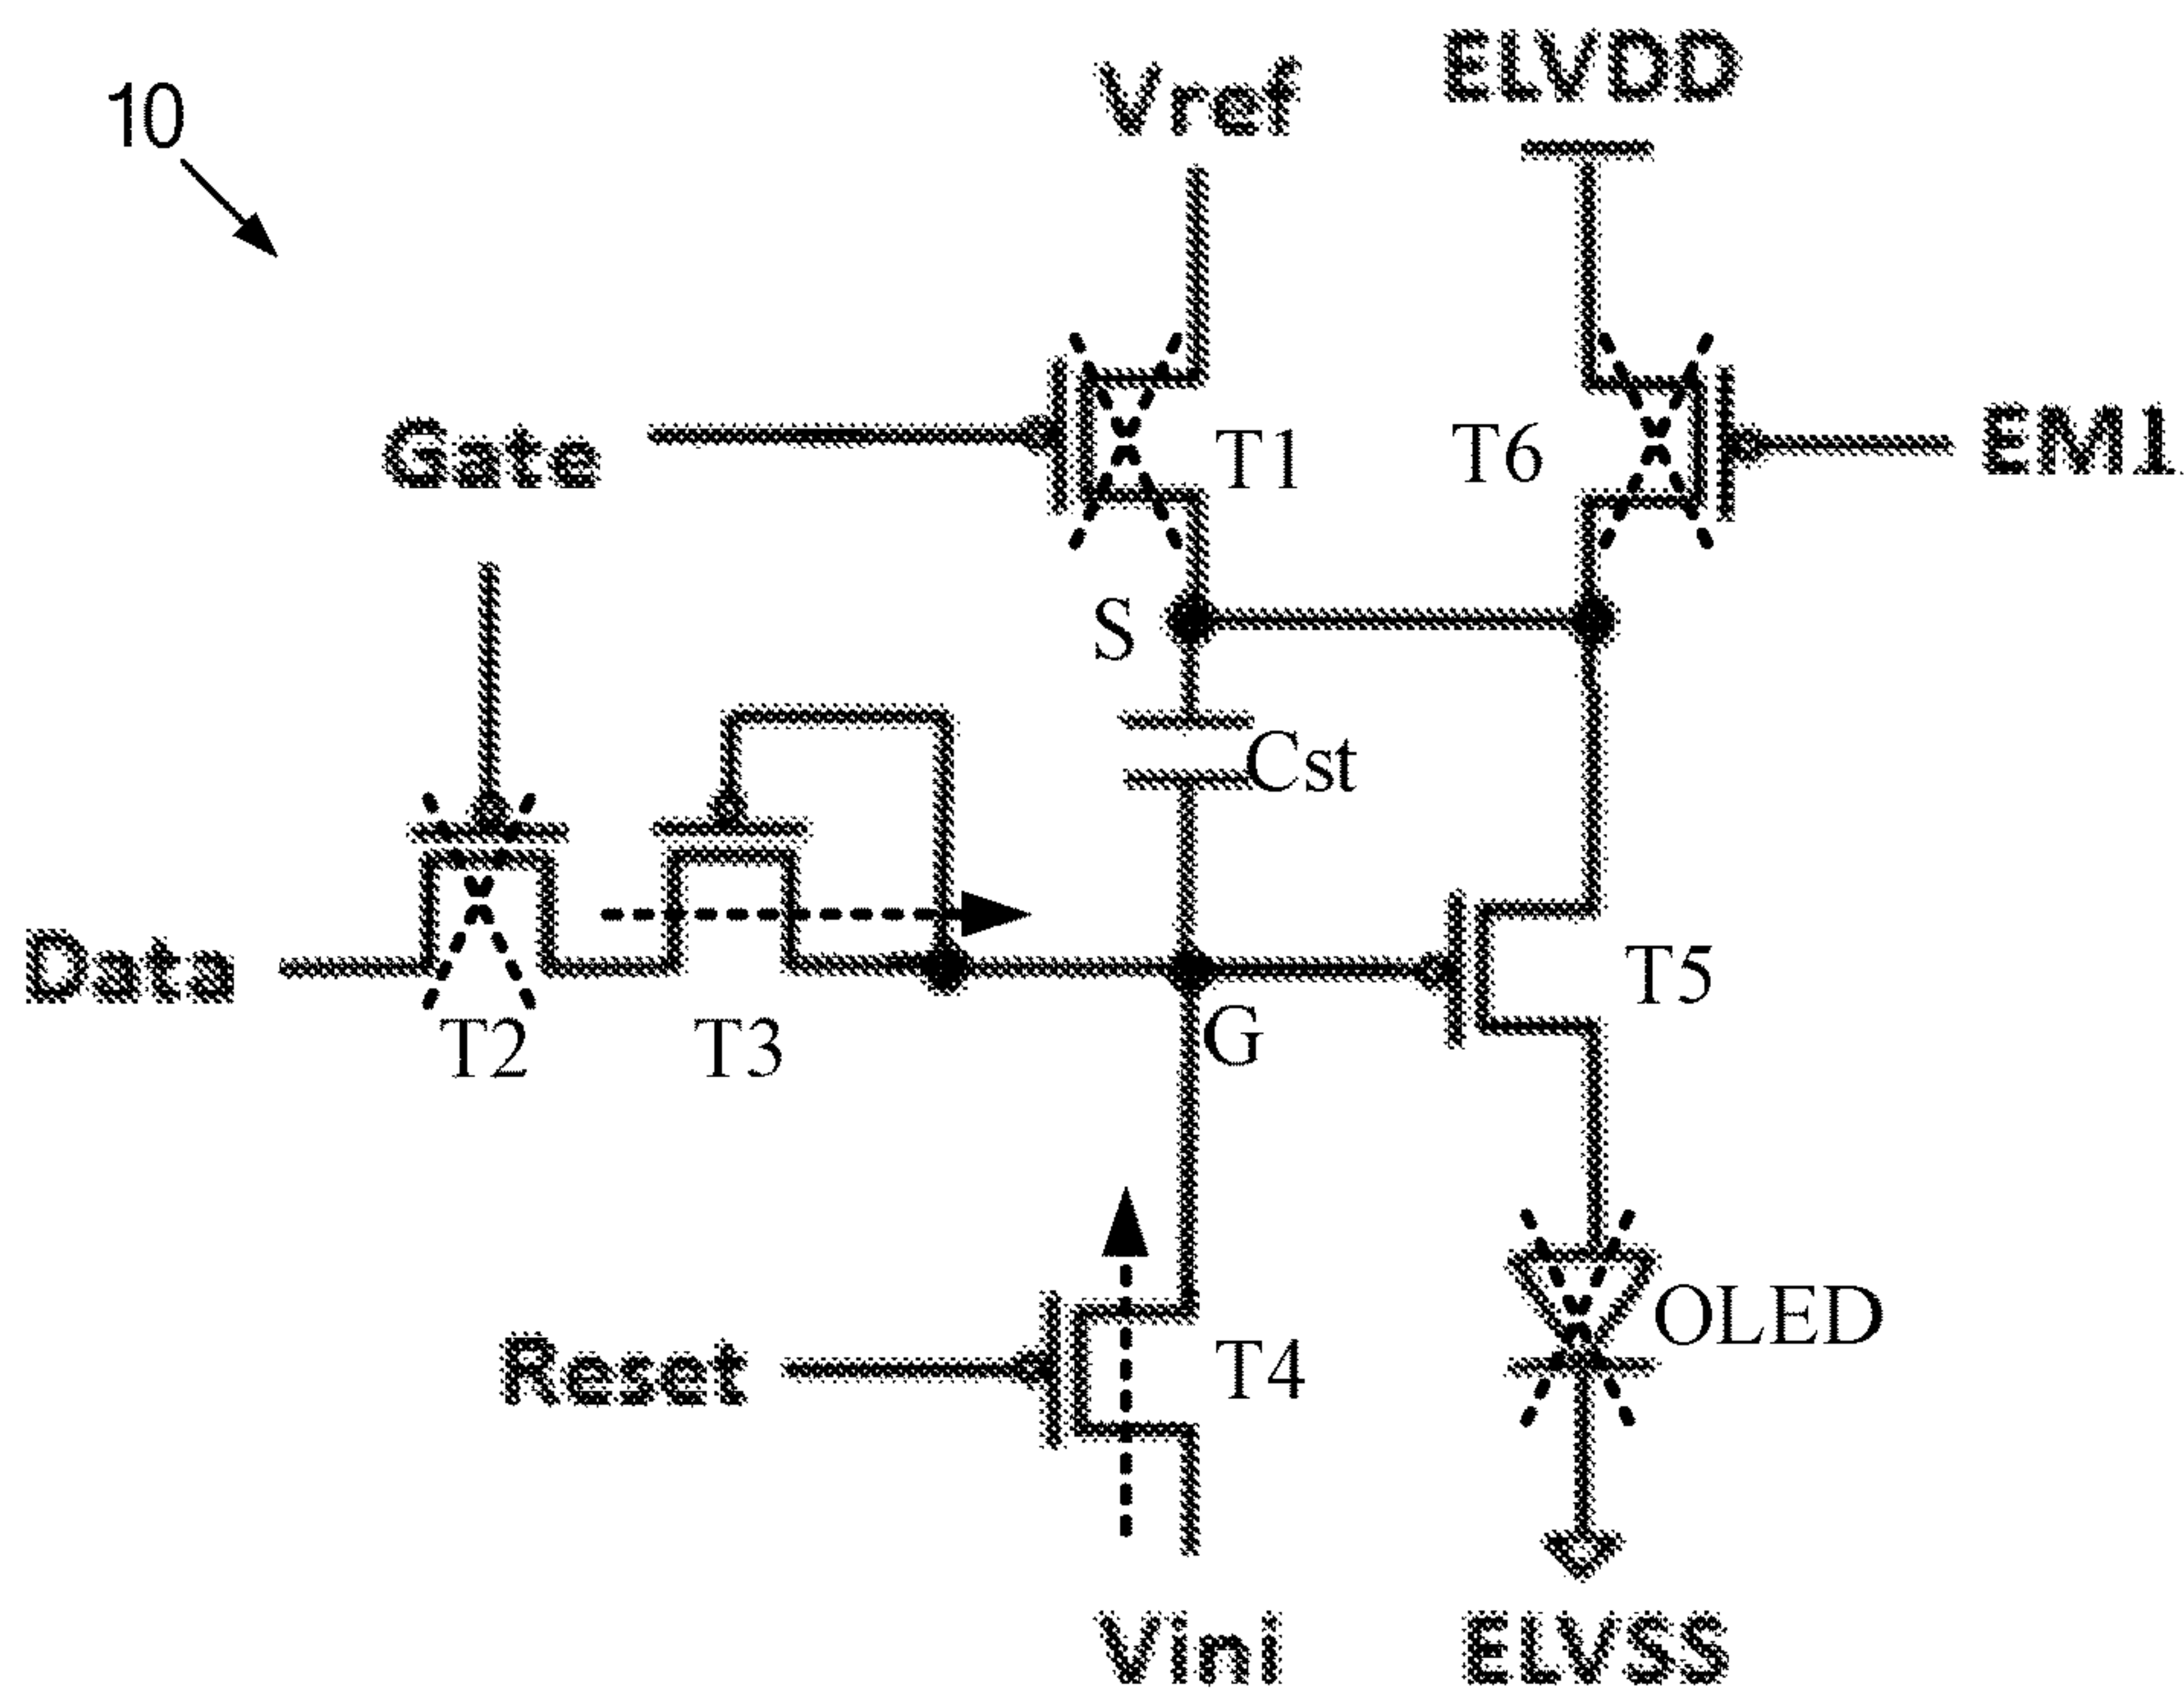 10
Vref
ELVDD
Gate
T1
T6
EM1
S
Cst
Data
T2
T3
G
T5
Reset
T4
OLED
Vini
ELVSS